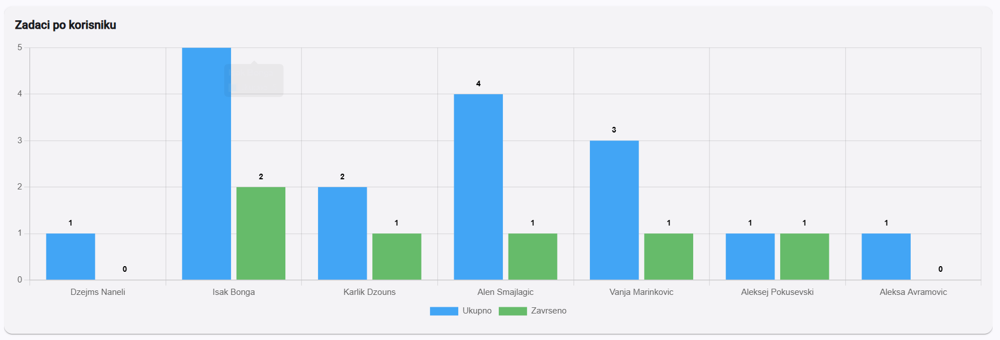 Zadaci po korisniku
5
4
3
2
1
0
1
0
2
2
1
4
1
3
1
1
1
1
0
Dzejms Naneli
Isak Bonga
Karlik Dzouns
Alen Smajlagic
Vanja Marinkovic
Aleksej Pokusevski
Aleksa Avramovic
Ukupno
Zavrseno